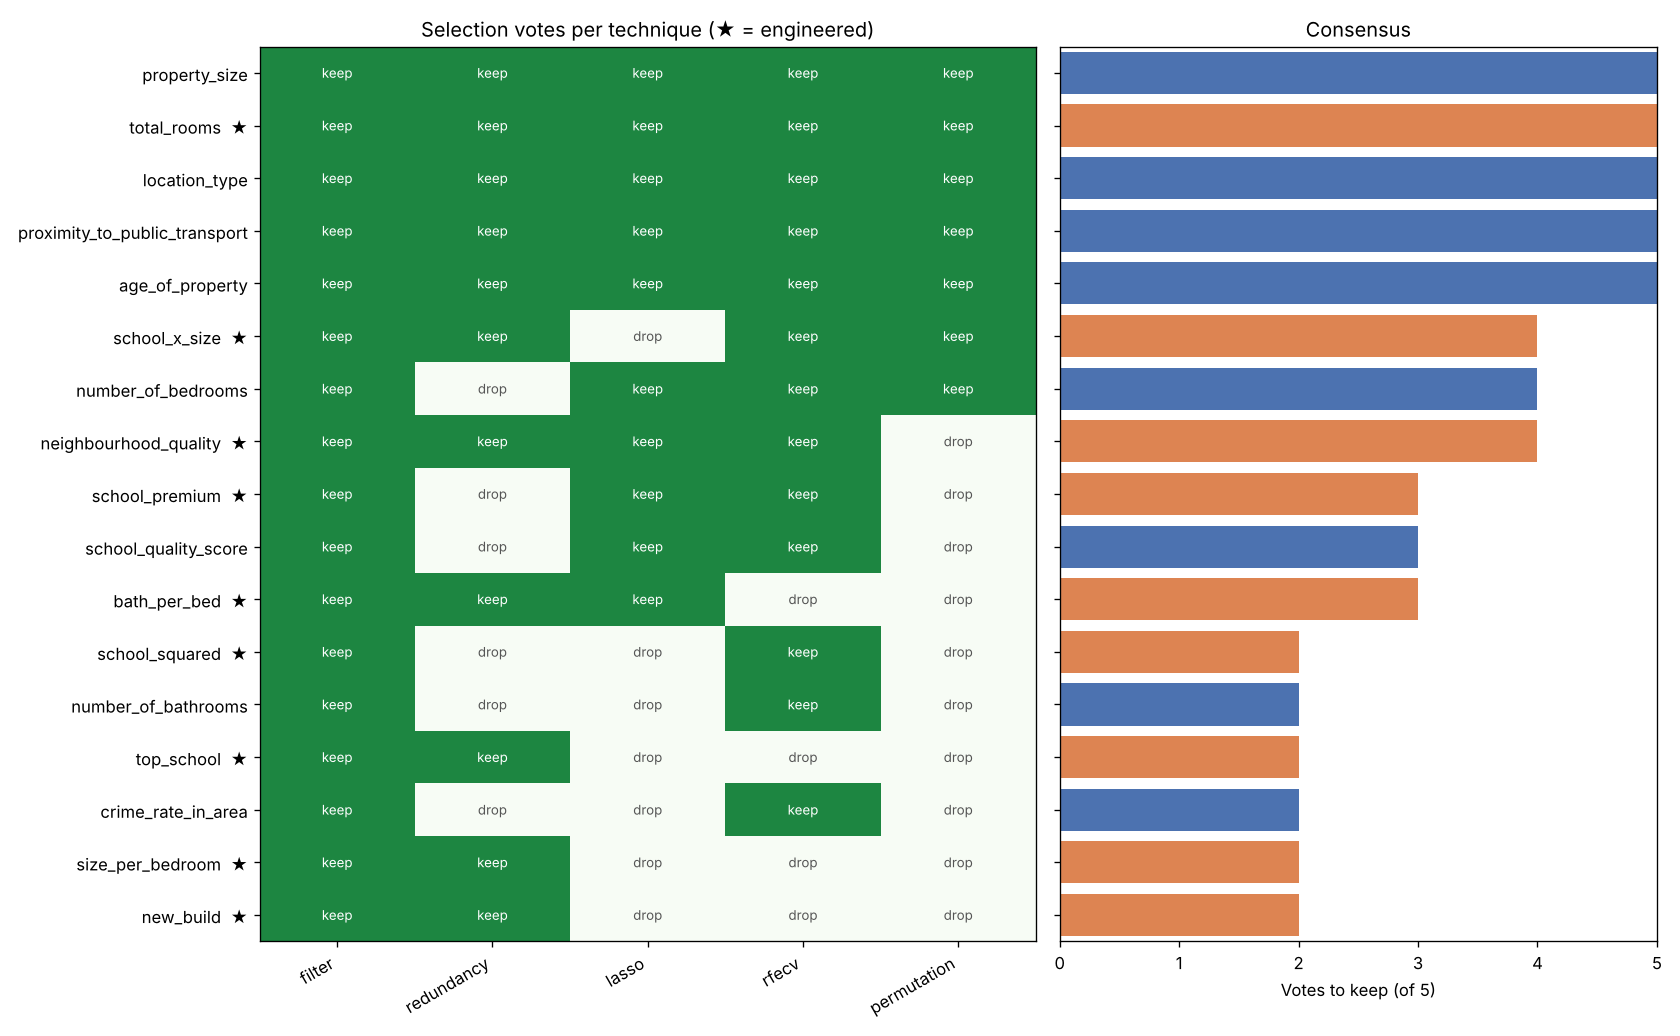 Selection votes per technique (★ = engineered)
Consensus
property_size keep keep keep keep keep
total_rooms ★ keep keep keep keep keep
location_type keep keep keep keep keep
proximity_to_public_transport keep keep keep keep keep
age_of_property keep keep keep keep keep
school_x_size ★ keep keep drop keep keep
number_of_bedrooms keep drop keep keep keep
neighbourhood_quality ★ keep keep keep keep drop
school_premium ★ keep drop keep keep drop
school_quality_score keep drop keep keep drop
bath_per_bed ★ keep keep keep drop drop
school_squared ★ keep drop drop keep drop
number_of_bathrooms keep drop drop keep drop
top_school ★ keep keep drop drop drop
crime_rate_in_area keep drop drop keep drop
size_per_bedroom ★ keep keep drop drop drop
new_build ★ keep keep drop drop drop
filter redundancy lasso rfecv permutation
0 1 2 3 4 5
Votes to keep (of 5)